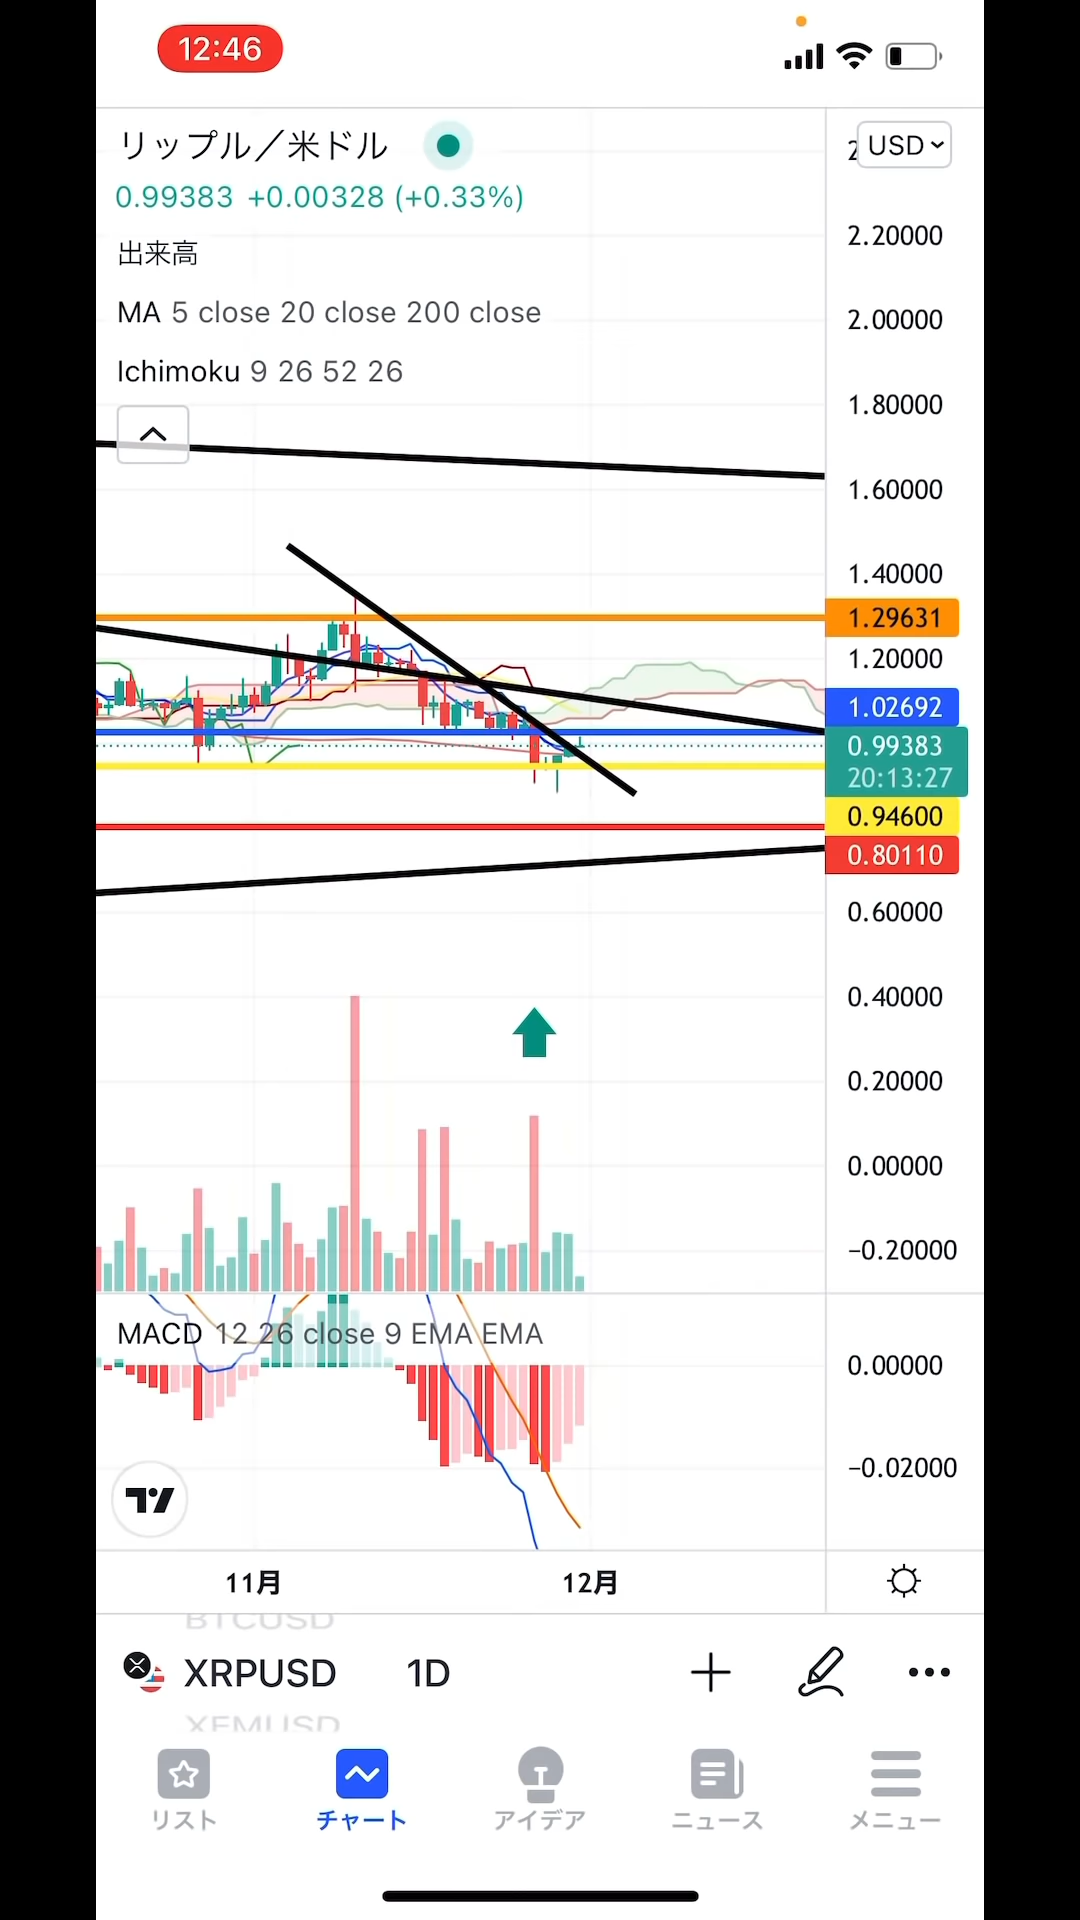 12:46
リップル／米ドル
USD
0.99383 +0.00328 (+0.33%)
出来高
MA 5 close 20 close 200 close
Ichimoku 9 26 52 26
2.20000
2.00000
1.80000
1.60000
1.40000
1.29631
1.20000
1.02692
0.99383
20:13:27
0.94600
0.80110
0.60000
0.40000
0.20000
0.00000
−0.20000
MACD 12 26 close 9 EMA EMA
0.00000
−0.02000
11月
12月
BTCUSD
XRPUSD
1D
XEMUSD
リスト
チャート
アイデア
ニュース
メニュー